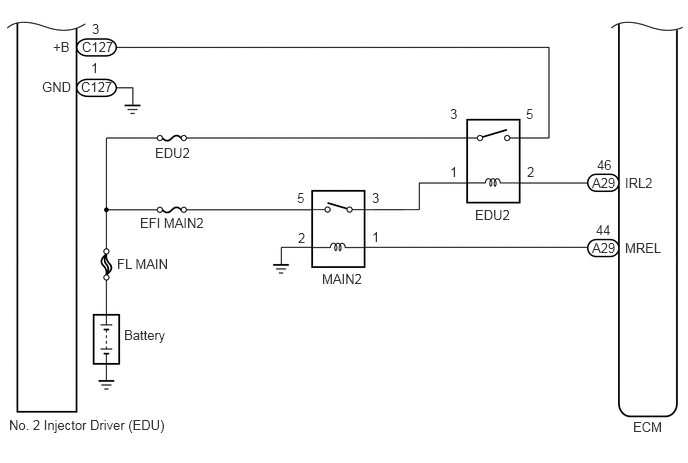 3
+B C127
1
GND C127
3 5
EDU2
46
1 2 A29 IRL2
EDU2
5 3
EFI MAIN2
44
2 1 A29 MREL
FL MAIN
MAIN2
Battery
No. 2 Injector Driver (EDU)
ECM